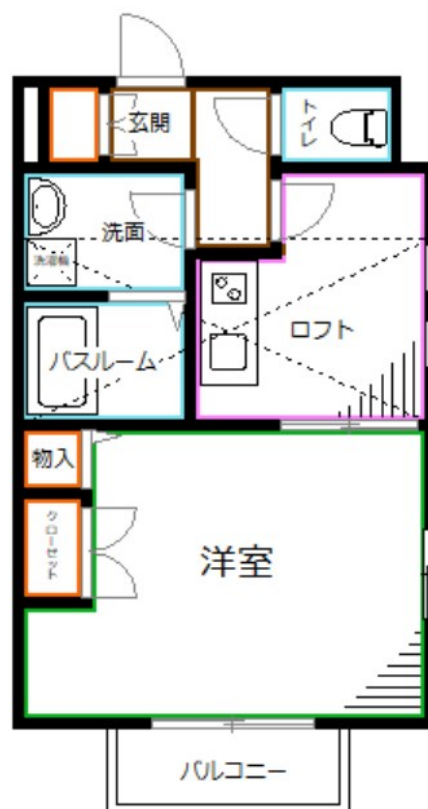 玄関
トイレ
洗面
洗濯機
ロフト
バスルーム
物入
クローゼット
洋室
バルコニー